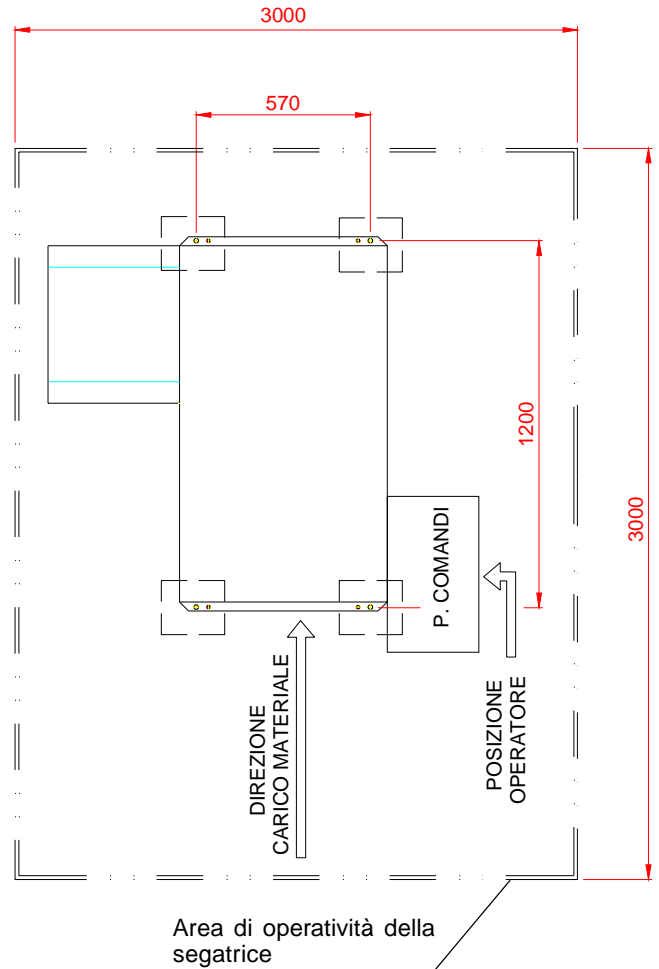 3000
570
1200
3000
P. COMANDI
DIREZIONE
CARICO MATERIALE
POSIZIONE
OPERATORE
Area di operatività della
segatrice